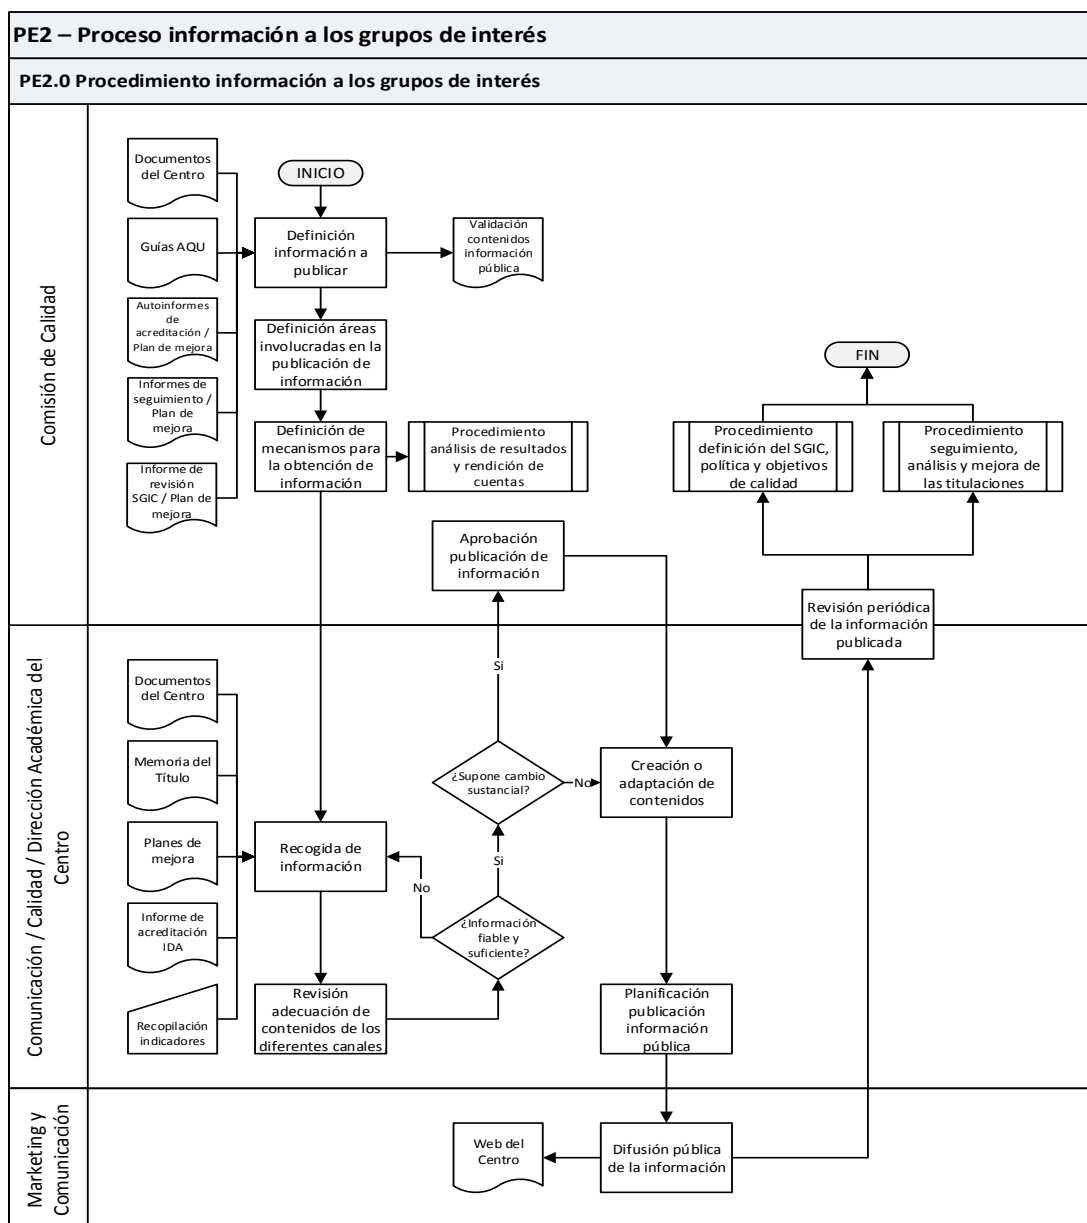 PE2 – Proceso información a los grupos de interés
PE2.0 Procedimiento información a los grupos de interés
Comisión de Calidad
Documentos
del Centro
Guías AQU
Autoinformes
de
acreditación /
Plan de mejora
Informes de
seguimiento /
Plan de
mejora
Informe de
revisión
SGIC / Plan de
mejora
INICIO
Definición
información a
publicar
Validación
contenidos
información
pública
Definición áreas
involucradas en la
publicación de
información
Definición de
mecanismos para
la obtención de
información
Procedimiento
análisis de resultados
y rendición de
cuentas
FIN
Procedimiento
definición del SGIC,
política y objetivos
de calidad
Procedimiento
seguimiento,
análisis y mejora de
las titulaciones
Aprobación
publicación de
información
Revisión periódica
de la información
publicada
Comunicación / Calidad / Dirección Académica del
Centro
Documentos
del Centro
Memoria del
Título
Planes de
mejora
Informe de
acreditación
IDA
Recopilación
indicadores
Recogida de
información
Revisión
adecuación de
contenidos de los
diferentes canales
¿Información
fiable y
suficiente?
No
Si
¿Supone cambio
sustancial?
Si
No
Creación o
adaptación de
contenidos
Planificación
publicación
información
pública
Marketing y
Comunicación
Web del
Centro
Difusión pública
de la información